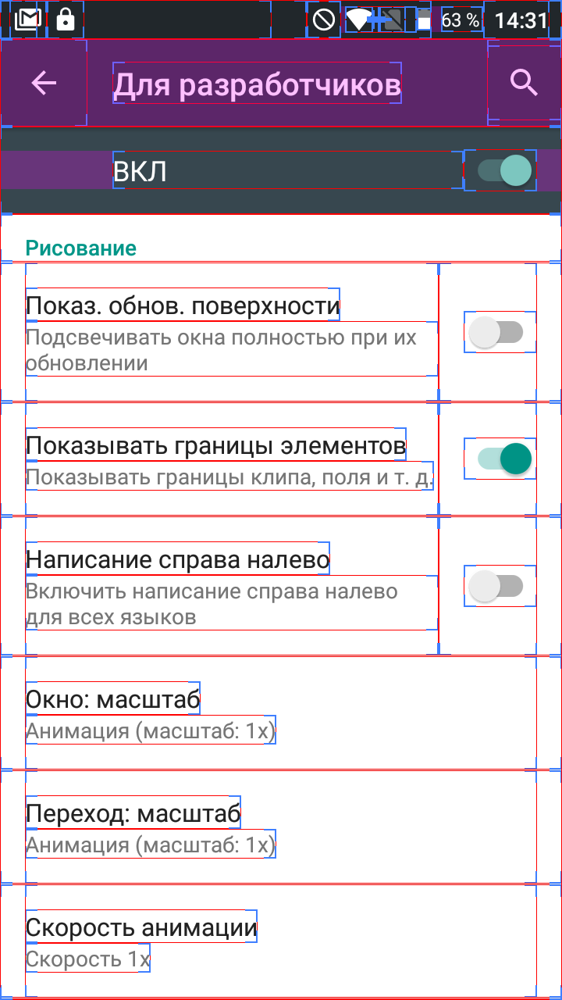 63 % 14:31
Для разработчиков
ВКЛ
Рисование
Показ. обнов. поверхности
Подсвечивать окна полностью при их
обновлении
Показывать границы элементов
Показывать границы клипа, поля и т. д.
Написание справа налево
Включить написание справа налево
для всех языков
Окно: масштаб
Анимация (масштаб: 1x)
Переход: масштаб
Анимация (масштаб: 1x)
Скорость анимации
Скорость 1x